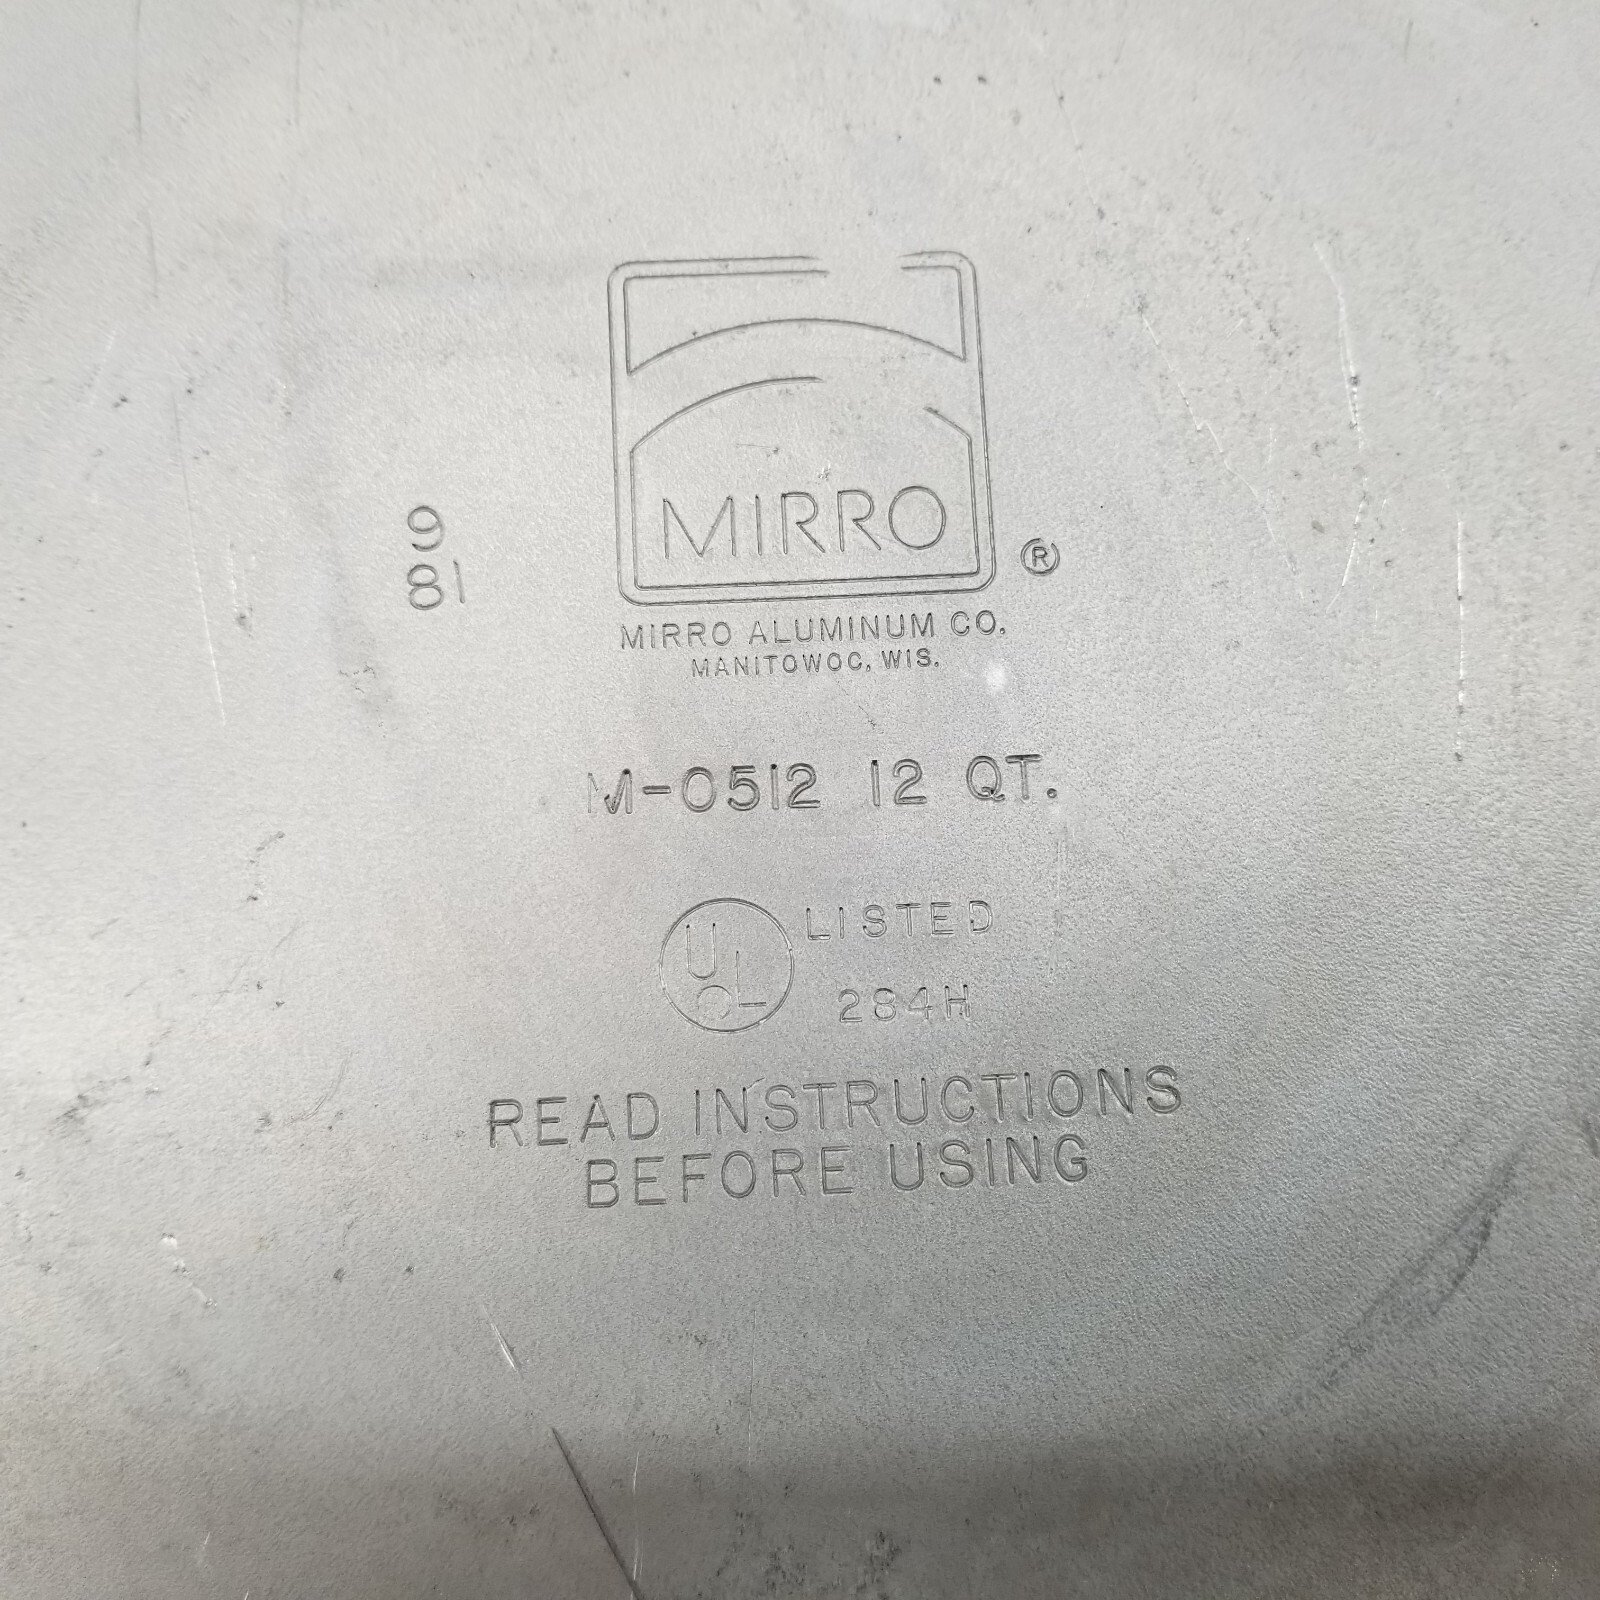 MIRRO
®
9
81
MIRRO ALUMINUM CO.
MANITOWOC, WIS.
M-0512 12 QT.
UL LISTED
284H
READ INSTRUCTIONS
BEFORE USING